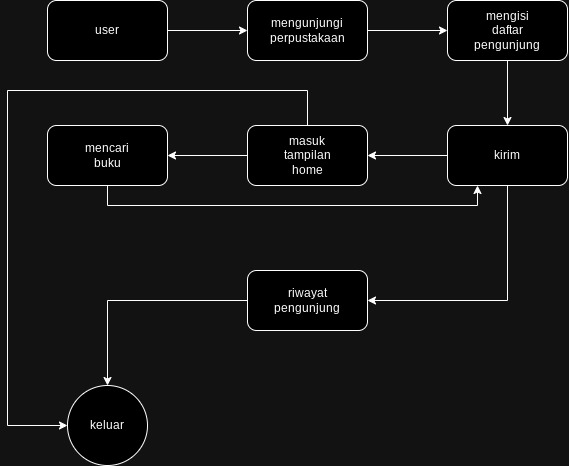 user
mengunjungi
perpustakaan
mengisi
daftar
pengunjung
mencari
buku
masuk
tampilan
home
kirim
riwayat
pengunjung
keluar